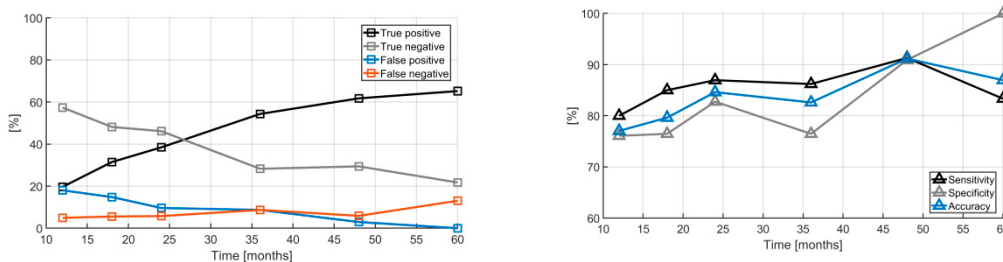 100
80
60
40
20
0
[%]
10 15 20 25 30 35 40 45 50 55 60
Time [months]
True positive
True negative
False positive
False negative
100
90
80
70
60
[%]
10 15 20 25 30 35 40 45 50 55 6
Time [months]
Sensitivity
Specificity
Accuracy